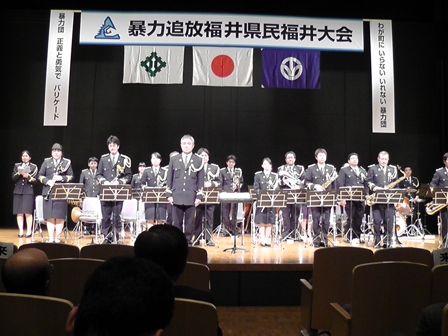 暴力追放福井県民福井大会
暴力団 正義と勇気で バリケード
わが町に いらない いれない 暴力団